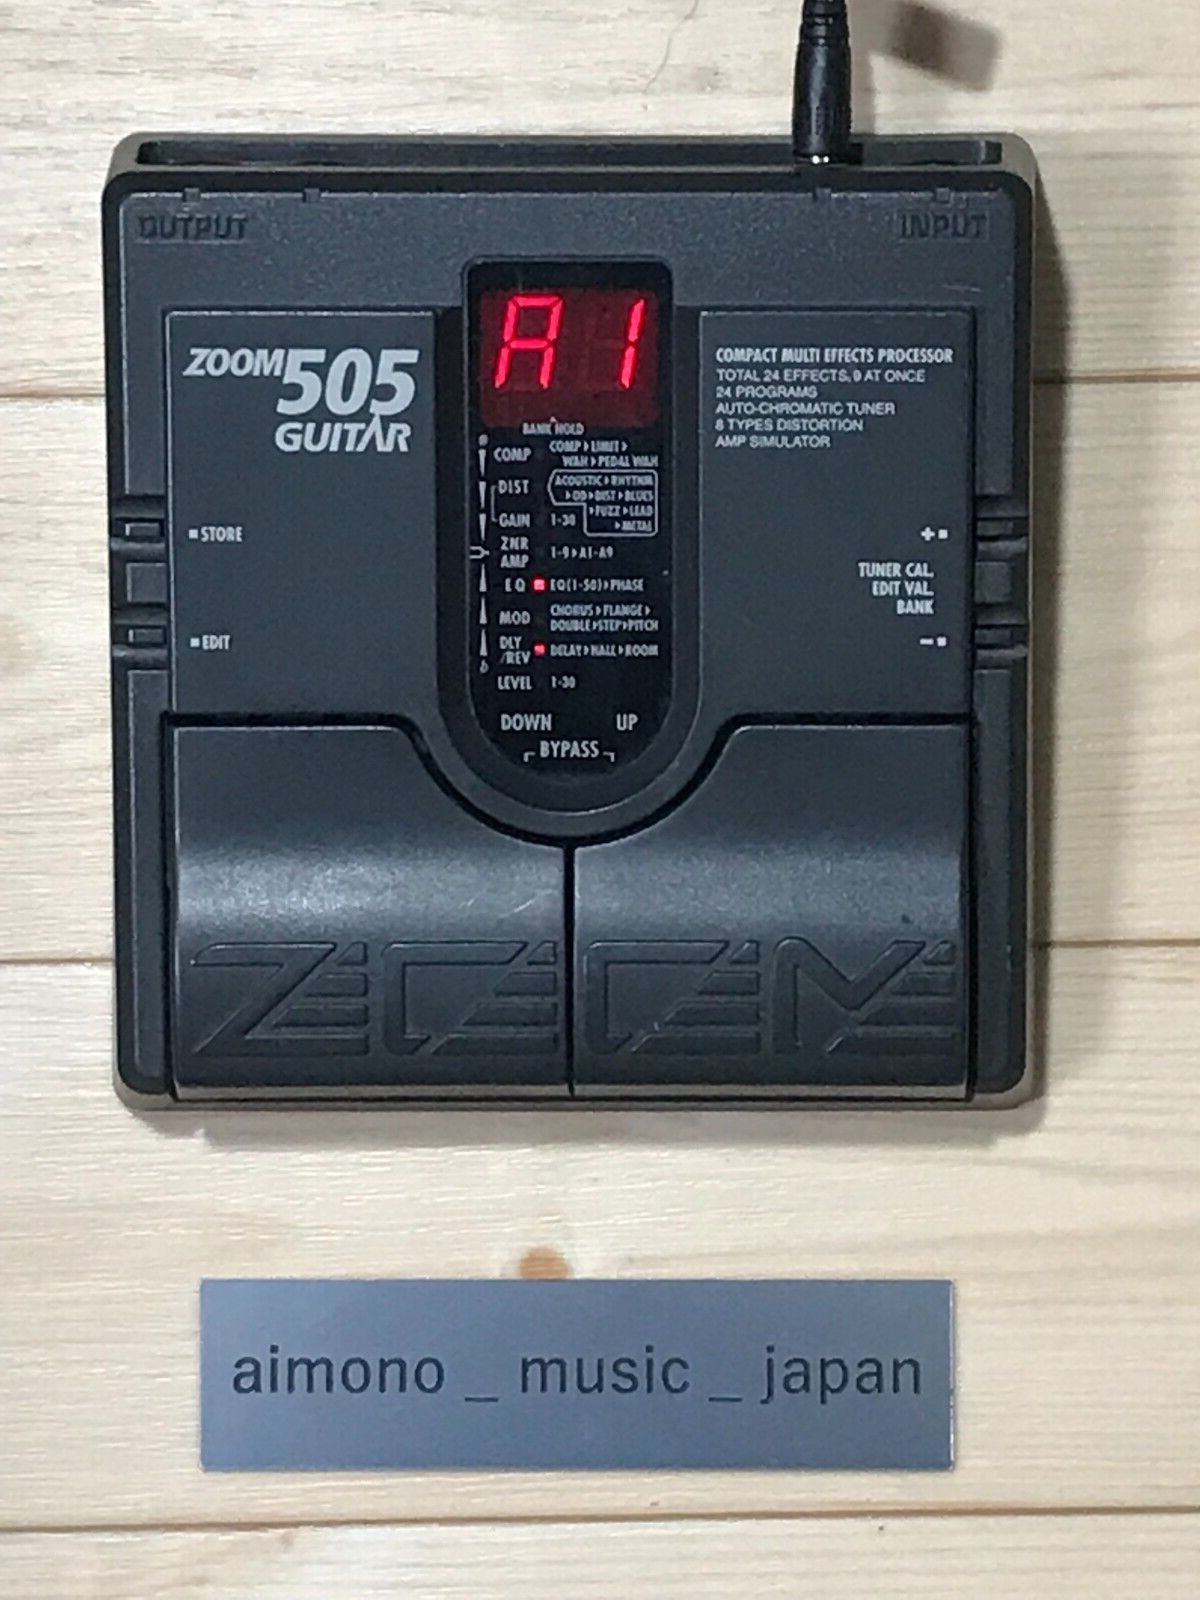 OUTPUT
INPUT
A1
ZOOM 505
GUITAR
COMPACT MULTI EFFECTS PROCESSOR
TOTAL 24 EFFECTS, 9 AT ONCE
24 PROGRAMS
AUTO-CHROMATIC TUNER
8 TYPES DISTORTION
AMP SIMULATOR
BANK HOLD
COMP COMP▸LIMIT▸
WAH▸PEDAL WAH
DIST ACOUSTIC▸RHYTHM
▸OD▸DIST▸BLUES
▸FUZZ▸LEAD
▸METAL
GAIN 1-30
ZNR
AMP 1-9▸A1-A9
EQ EQ(1-50)▸PHASE
MOD CHORUS▸FLANGE▸
DOUBLE▸STEP▸PITCH
DLY
/REV DELAY▸HALL▸ROOM
LEVEL 1-30
DOWN UP
BYPASS
STORE
EDIT
+
TUNER CAL.
EDIT VAL.
BANK
−
ZOOM
aimono _ music _ japan